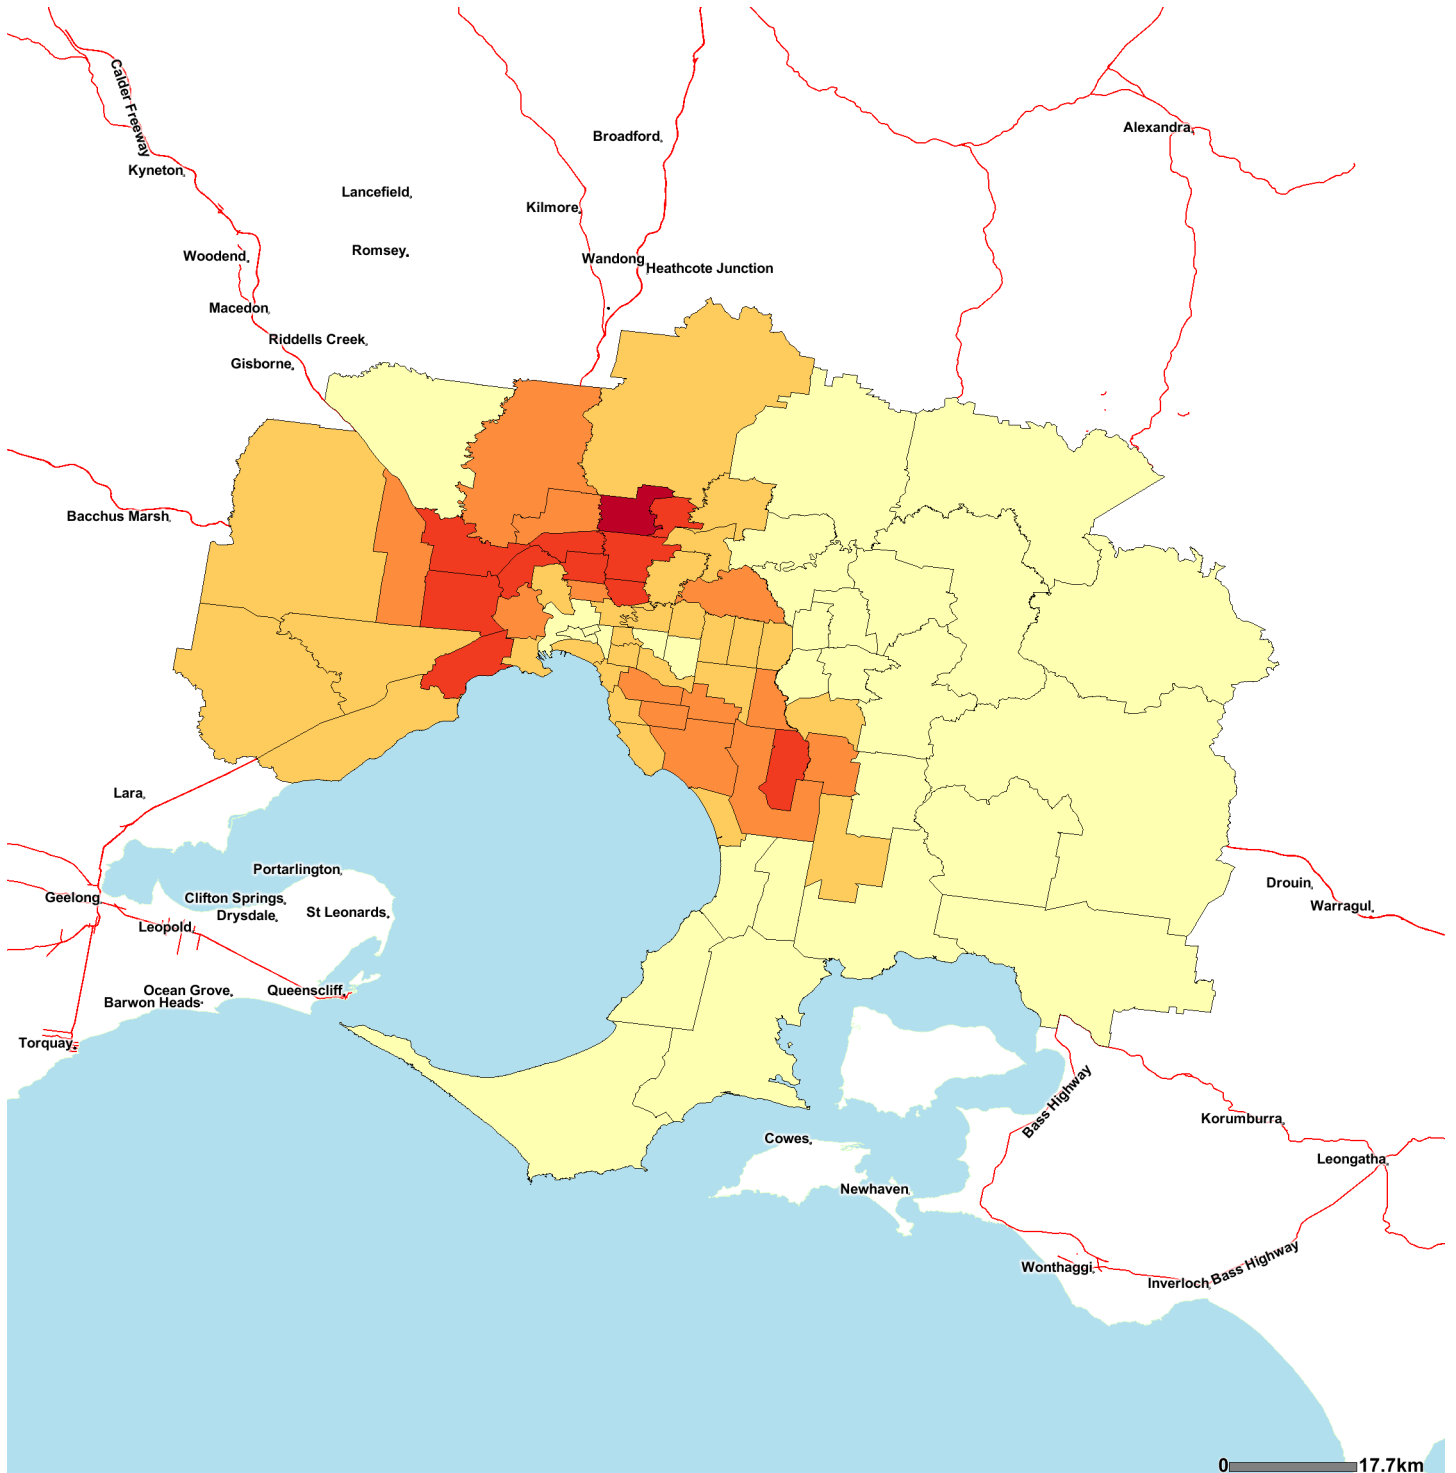 Calder Freeway
Alexandra
Broadford
Kyneton
Lancefield
Kilmore
Romsey
Woodend
Wandong
Heathcote Junction
Macedon
Riddells Creek
Gisborne
Bacchus Marsh
Lara
Portarlington
Drouin
Geelong
Clifton Springs
Warragul
Drysdale
St Leonards
Leopold
Ocean Grove
Queenscliff
Barwon Heads
Torquay
Bass Highway
Korumburra
Cowes
Leongatha
Newhaven
Wonthaggi
Inverloch
Bass Highway
0 17.7km